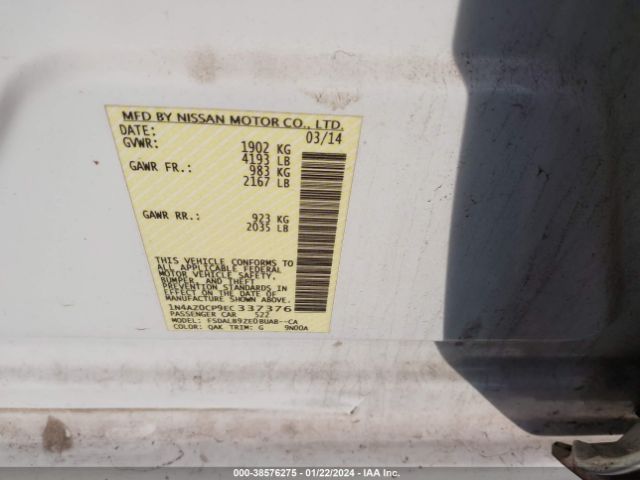 MFD BY NISSAN MOTOR CO., LTD.
DATE: 03/14
GVWR: 1902 KG
4193 LB
GAWR FR.: 983 KG
2167 LB
GAWR RR.: 923 KG
2035 LB
THIS VEHICLE CONFORMS TO
ALL APPLICABLE FEDERAL
MOTOR VEHICLE SAFETY,
BUMPER, AND THEFT
PREVENTION STANDARDS IN
EFFECT ON THE DATE OF
MANUFACTURE SHOWN ABOVE.
1N4AZ0CP9EC337376
PASSENGER CAR 522
MODEL: FSDALB9ZE0BUAB--CA
COLOR: QAK TRIM: G 9N00A
000-38576275 - 01/22/2024 - IAA Inc.